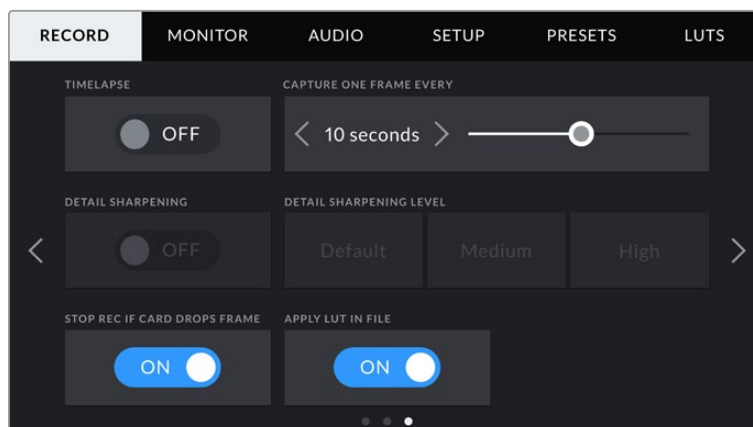 RECORD MONITOR AUDIO SETUP PRESETS LUTS
TIMELAPSE CAPTURE ONE FRAME EVERY
OFF 10 seconds
DETAIL SHARPENING DETAIL SHARPENING LEVEL
OFF Default Medium High
STOP REC IF CARD DROPS FRAME APPLY LUT IN FILE
ON ON